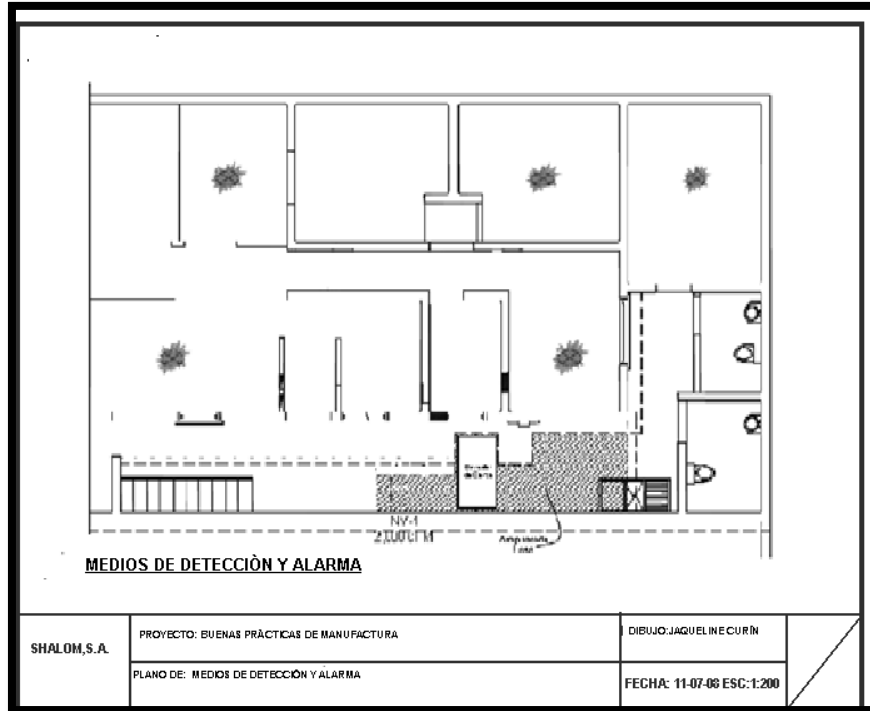 NV-1
MEDIOS DE DETECCIÒN Y ALARMA
SHALOM,S.A.
PROYECTO: BUENAS PRÀCTICAS DE MANUFACTURA
DIBUJO:JAQUELINE CURÍN
PLANO DE: MEDIOS DE DETECCIÓN Y ALARMA
FECHA: 11-07-08 ESC:1:200